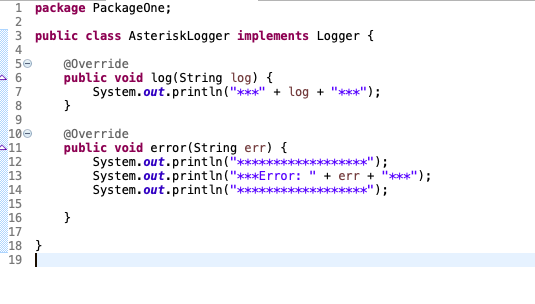 1 package PackageOne;
2
3 public class AsteriskLogger implements Logger {
4
5 @Override
6 public void log(String log) {
7 System.out.println("***" + log + "***");
8 }
9
10 @Override
11 public void error(String err) {
12 System.out.println("******************");
13 System.out.println("***Error: " + err + "***");
14 System.out.println("******************");
15
16 }
17
18 }
19